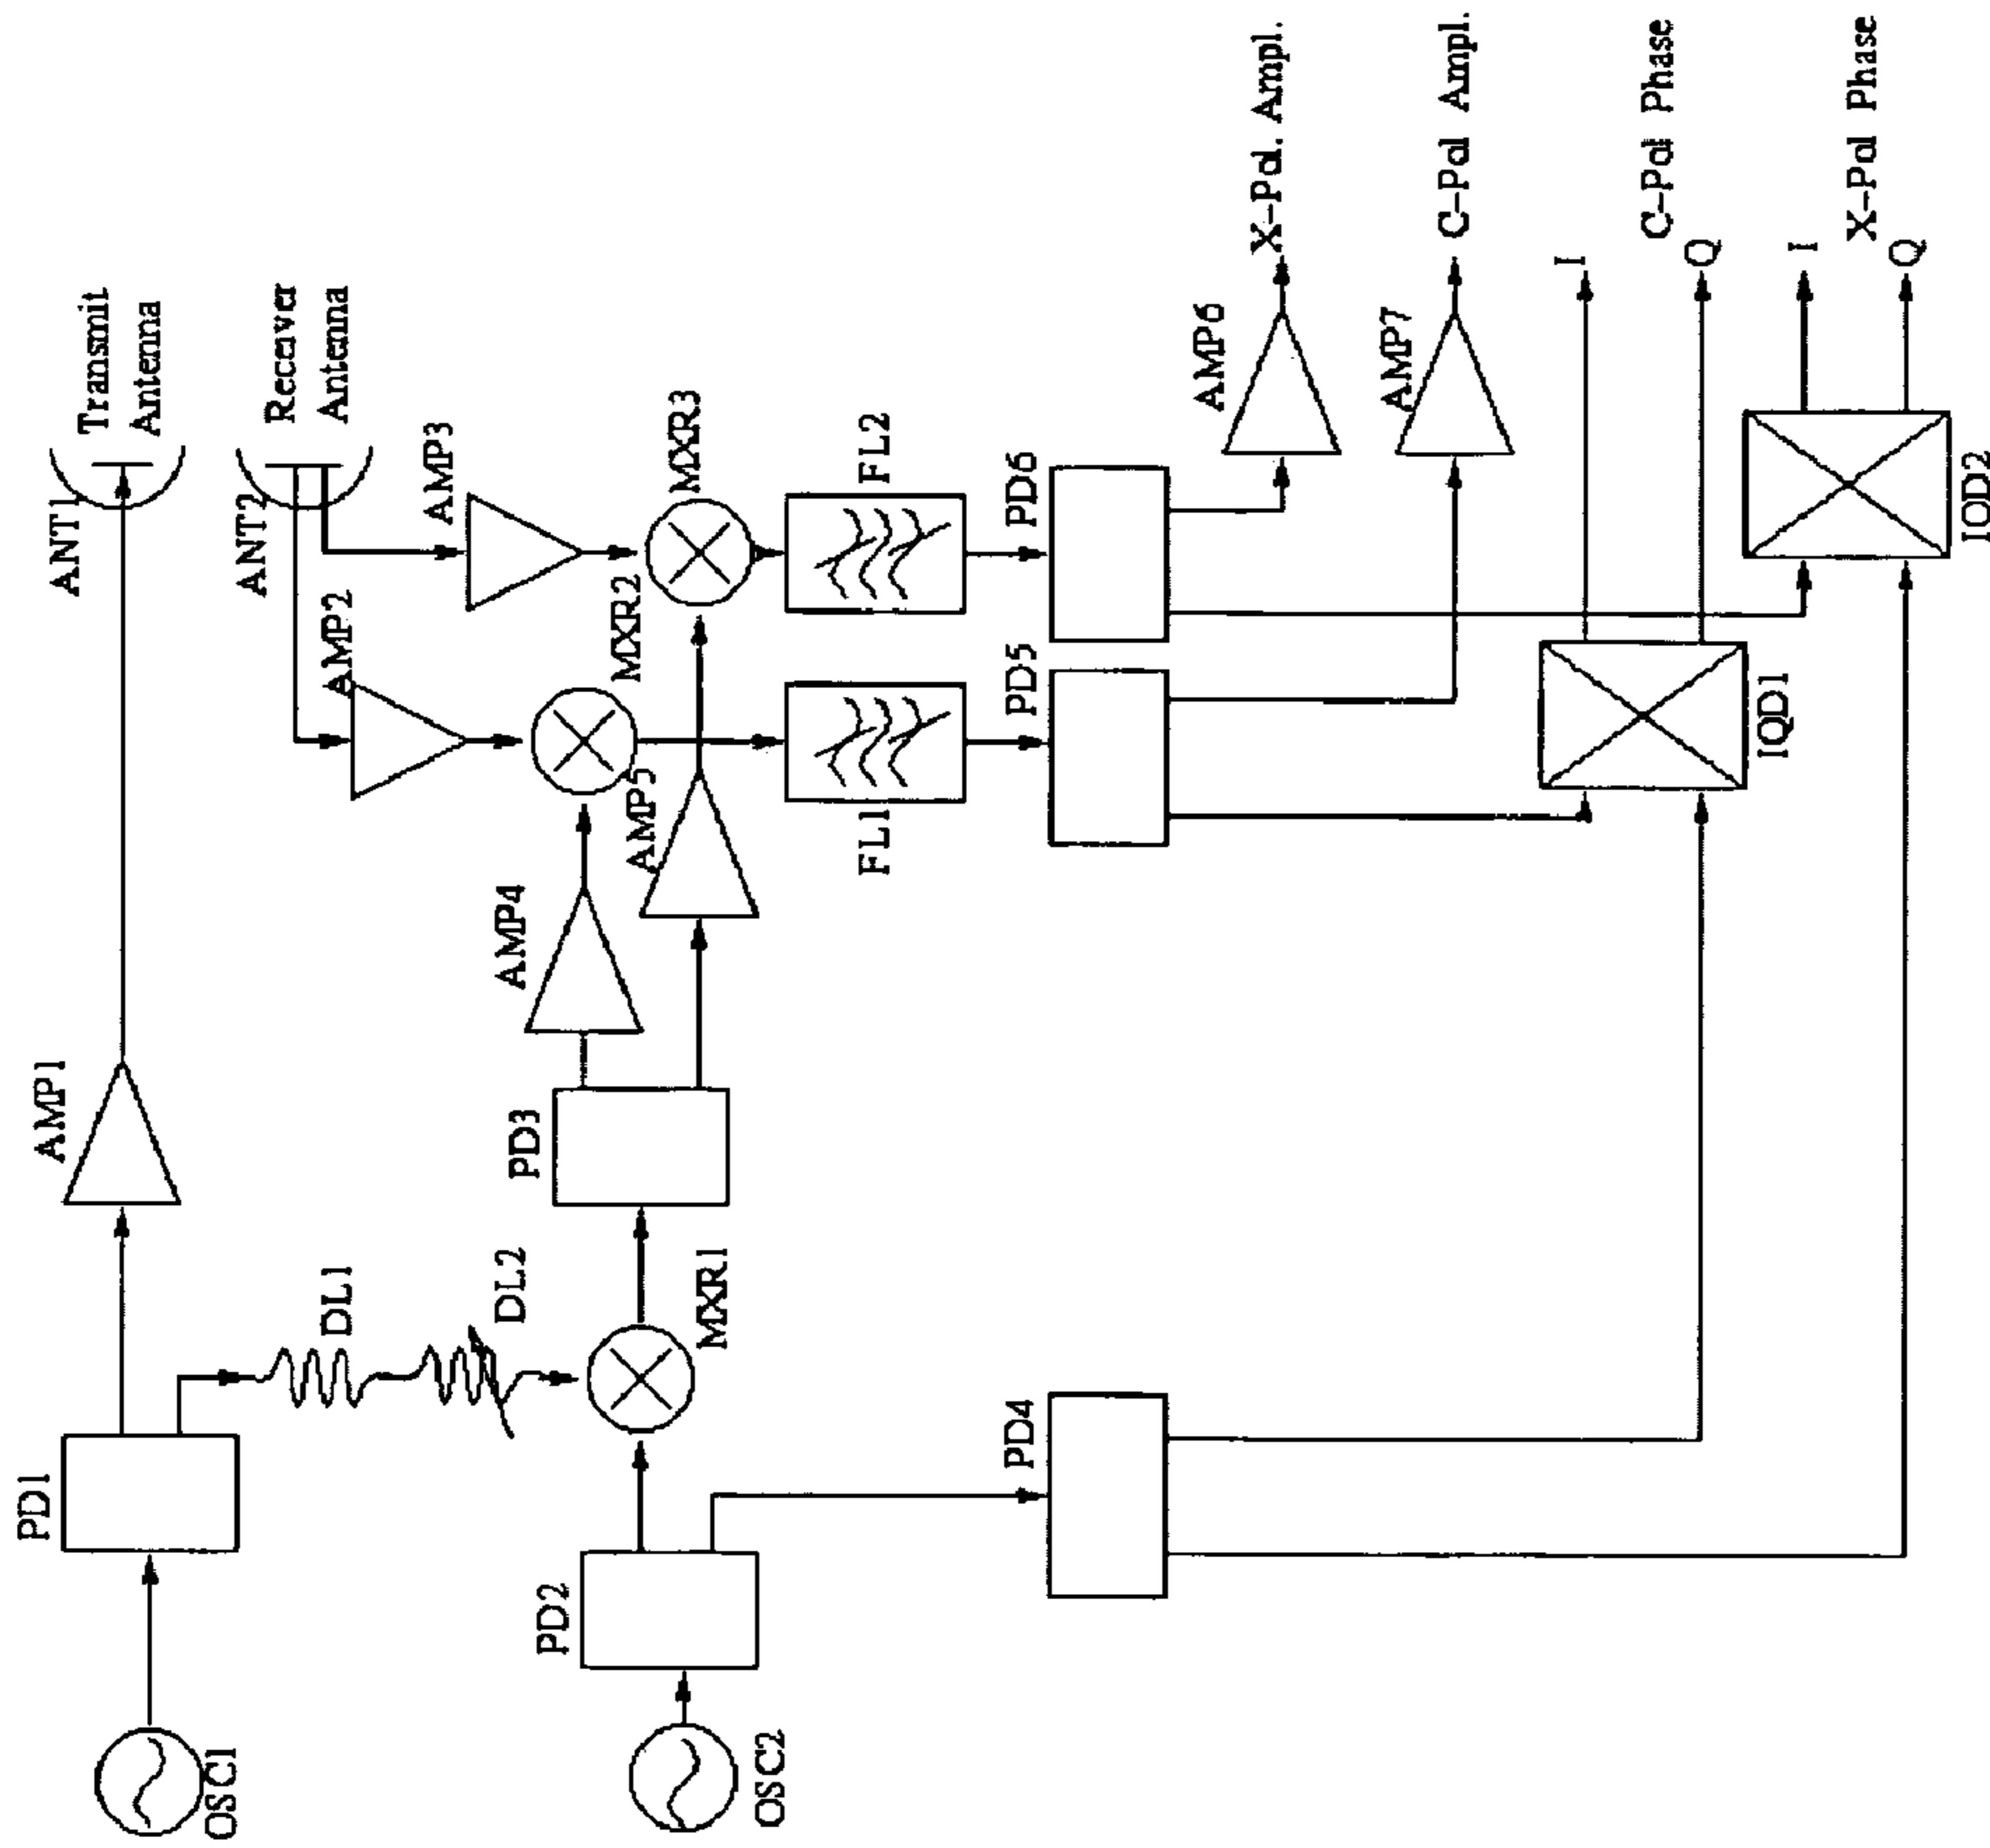 OSC1
PD1
AMP1
ANT1
Transmit
Antenna
ANT2
Receiver
Antenna
DL1
DL2
AMP2
AMP3
OSC2
PD2
MXR1
PD3
AMP4
AMP5
MXR2
MXR3
FL1
FL2
PD4
PD5
PD6
AMP6
X-Pol. Ampl.
AMP7
C-Pol Ampl.
IQD1
I
C-Pol Phase
Q
IQD2
I
X-Pol Phase
Q